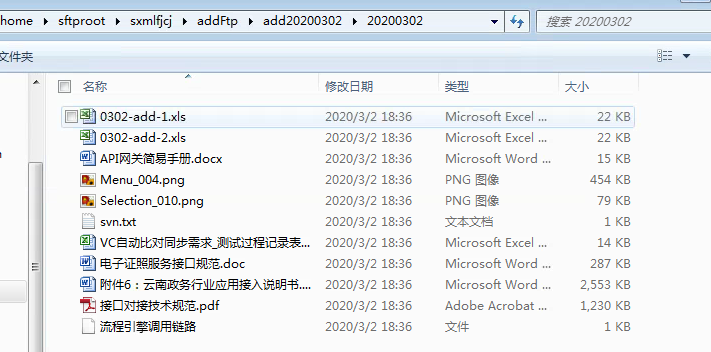 home ▸ sftproot ▸ sxmlfjcj ▸ addFtp ▸ add20200302 ▸ 20200302 搜索 20200302
文件夹
名称 修改日期 类型 大小
0302-add-1.xls 2020/3/2 18:36 Microsoft Excel ... 22 KB
0302-add-2.xls 2020/3/2 18:36 Microsoft Excel ... 22 KB
API网关简易手册.docx 2020/3/2 18:36 Microsoft Word ... 15 KB
Menu_004.png 2020/3/2 18:36 PNG 图像 454 KB
Selection_010.png 2020/3/2 18:36 PNG 图像 79 KB
svn.txt 2020/3/2 18:36 文本文档 1 KB
VC自动比对同步需求_测试过程记录表... 2020/3/2 18:36 Microsoft Excel ... 14 KB
电子证照服务接口规范.doc 2020/3/2 18:36 Microsoft Word ... 287 KB
附件6：云南政务行业应用接入说明书.... 2020/3/2 18:36 Microsoft Word ... 2,553 KB
接口对接技术规范.pdf 2020/3/2 18:36 Adobe Acrobat ... 1,230 KB
流程引擎调用链路 2020/3/2 18:36 文件 1 KB